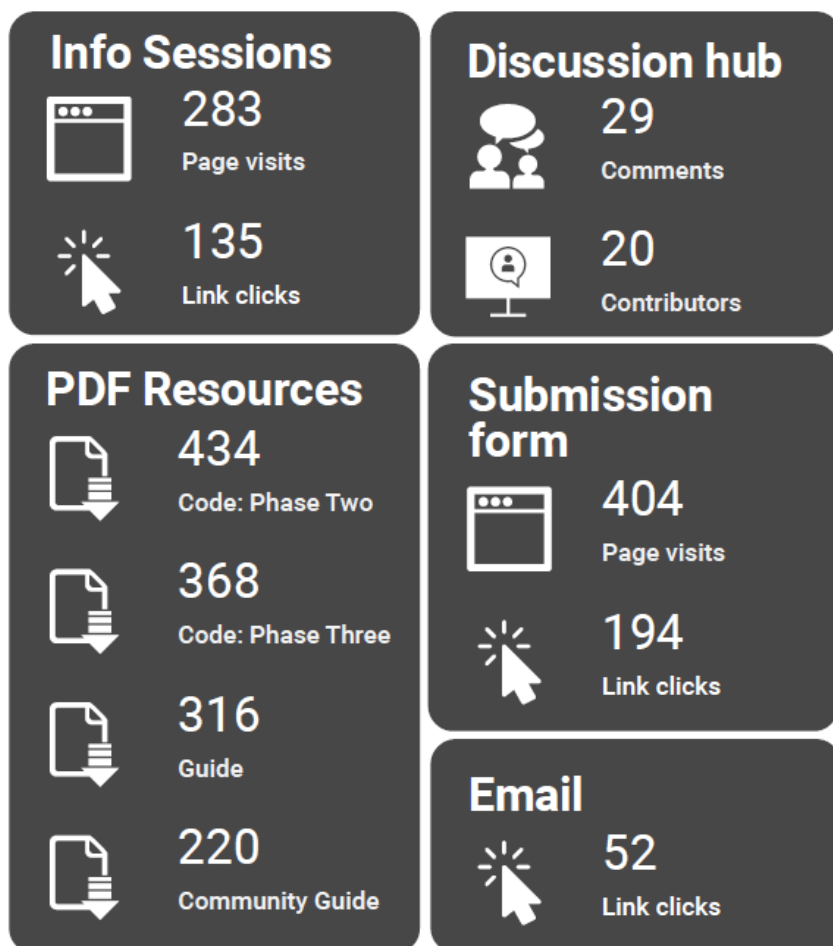 Info Sessions
283
Page visits
135
Link clicks
Discussion hub
29
Comments
20
Contributors
PDF Resources
434
Code: Phase Two
368
Code: Phase Three
316
Guide
220
Community Guide
Submission
form
404
Page visits
194
Link clicks
Email
52
Link clicks